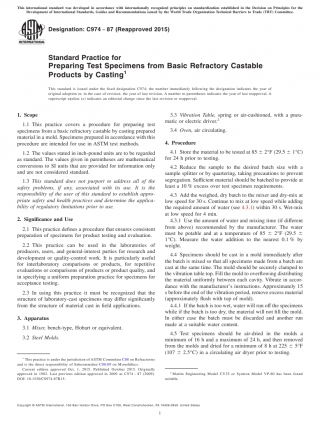 This international standard was developed in accordance with internationally recognized principles on standardization established in the Decision on Principles for the
Development of International Standards, Guides and Recommendations issued by the World Trade Organization Technical Barriers to Trade (TBT) Committee.
Designation: C974 - 87 (Reapproved 2015)
Standard Practice for
Preparing Test Specimens from Basic Refractory Castable
Products by Casting¹
This standard is issued under the fixed designation C974; the number immediately following the designation indicates the year of
original adoption or, in the case of revision, the year of last revision. A number in parentheses indicates the year of last reapproval. A
superscript epsilon (ε) indicates an editorial change since the last revision or reapproval.
1. Scope
1.1 This practice covers a procedure for preparing test
specimens from a basic refractory castable by casting prepared
material in a mold. Specimens prepared in accordance with this
procedure are intended for use in ASTM test methods.
1.2 The values stated in inch-pound units are to be regarded
as standard. The values given in parentheses are mathematical
conversions to SI units that are provided for information only
and are not considered standard.
1.3 This standard does not purport to address all of the
safety problems, if any, associated with its use. It is the
responsibility of the user of this standard to establish appro-
priate safety and health practices and determine the applica-
bility of regulatory limitations prior to use.
2. Significance and Use
2.1 This practice defines a procedure that ensures consistent
preparation of specimens for product testing and evaluation.
2.2 This practice can be used in the laboratories of
producers, users, and general-interest parties for research and
development or quality-control work. It is particularly useful
for interlaboratory comparisons of products, for repetitive
evaluations or comparisons of products or product quality, and
in specifying a uniform preparation practice for specimens for
acceptance testing.
2.3 In using this practice it must be recognized that the
structure of laboratory-cast specimens may differ significantly
from the structure of material cast in field applications.
3. Apparatus
3.1 Mixer, bench-type, Hobart or equivalent.
3.2 Steel Molds.
¹ This practice is under the jurisdiction of ASTM Committee C08 on Refractories
and is the direct responsibility of Subcommittee C08.09 on Monolithics.
Current edition approved Oct. 1, 2015. Published October 2015. Originally
approved in 1982. Last previous edition approved in 2009 as C974 – 87 (2009).
DOI: 10.1520/C0974-87R15.
3.3 Vibration Table, spring or air-cushioned, with a pneu-
matic or electric driver.²
3.4 Oven, air circulating.
4. Procedure
4.1 Store the material to be tested at 85 ± 2°F (29.5 ± 1°C)
for 24 h prior to testing.
4.2 Reduce the sample to the desired batch size with a
sample splitter or by quartering, taking precautions to prevent
segregation. Sufficient material should be batched to provide at
least a 10 % excess over test specimen requirements.
4.3 Add the weighed, dry batch to the mixer and dry-mix at
low speed for 30 s. Continue to mix at low speed while adding
the required amount of water (see 4.3.1) within 30 s. Wet-mix
at low speed for 4 min.
4.3.1 Use the amount of water and mixing time (if different
from above) recommended by the manufacturer. The water
must be potable and at a temperature of 85 ± 2°F (29.5 ±
1°C). Measure the water addition to the nearest 0.1 % by
weight.
4.4 Specimens should be cast in a mold immediately after
the batch is mixed so that all specimens made from a batch are
cast at the same time. The mold should be securely clamped to
the vibration table top. Fill the mold to overflowing distributing
the material uniformly between each cavity. Vibrate in accor-
dance with the manufacturer's instructions. Approximately 15
s before the end of the vibration period, remove excess material
(approximately flush with top of mold).
4.4.1 If the batch is too wet, water will run off the specimens
while if the batch is too dry, the material will not fill the mold.
In either case the batch must be discarded and another run
made at a suitable water content.
4.5 Test specimens should be air-dried in the molds a
minimum of 16 h and a maximum of 24 h, and then removed
from the molds and dried for a minimum of 8 h at 225 ± 5°F
(107 ± 2.5°C) in a circulating air dryer prior to testing.
² Martin Engineering Model CV35 or Syntron Model VP-80 has been found
suitable.
Copyright © ASTM International, 100 Barr Harbor Drive, PO Box C700, West Conshohocken, PA 19428-2959. United States
1